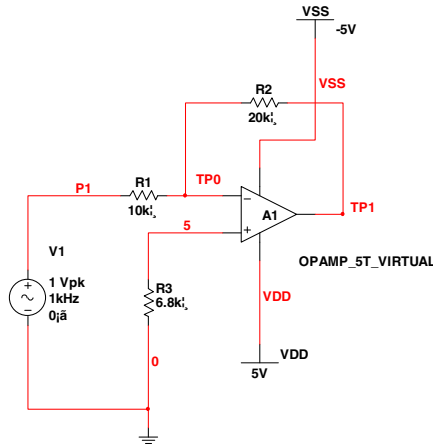 VSS
-5V
VSS
R2
20k¦¸
P1
R1
10k¦¸
TP0
A1
TP1
5
OPAMP_5T_VIRTUAL
V1
1 Vpk
1kHz
0¡ã
R3
6.8k¦¸
VDD
0
VDD
5V